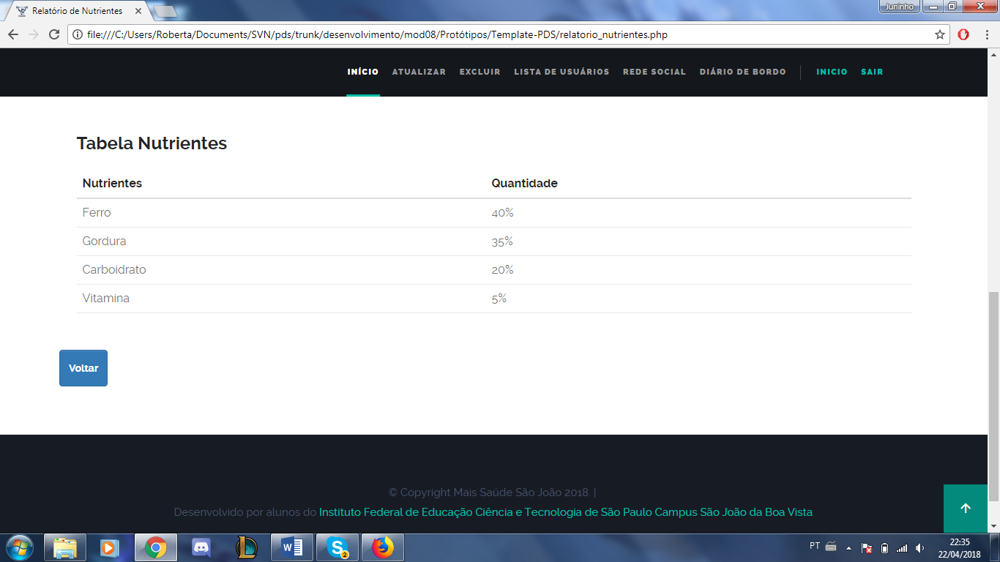 Relatório de Nutrientes
Juninho
file:///C:/Users/Roberta/Documents/SVN/pds/trunk/desenvolvimento/mod08/Protótipos/Template-PDS/relatorio_nutrientes.php
INÍCIO ATUALIZAR EXCLUIR LISTA DE USUÁRIOS REDE SOCIAL DIÁRIO DE BORDO INICIO SAIR
Tabela Nutrientes
Nutrientes Quantidade
Ferro 40%
Gordura 35%
Carboidrato 20%
Vitamina 5%
Voltar
© Copyright Mais Saúde São João 2018. |
Desenvolvido por alunos do Instituto Federal de Educação Ciência e Tecnologia de São Paulo Campus São João da Boa Vista
2
PT
22:35
22/04/2018